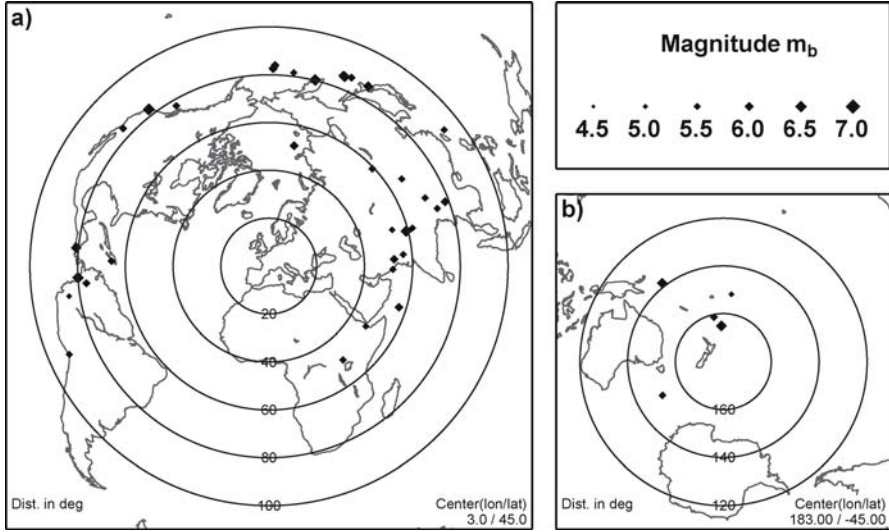 a)
20
40
60
80
100
Dist. in deg
Center(lon/lat)
3.0 / 45.0
Magnitude mb
4.5 5.0 5.5 6.0 6.5 7.0
b)
160
140
120
Dist. in deg
Center(lon/lat)
183.00 / -45.00